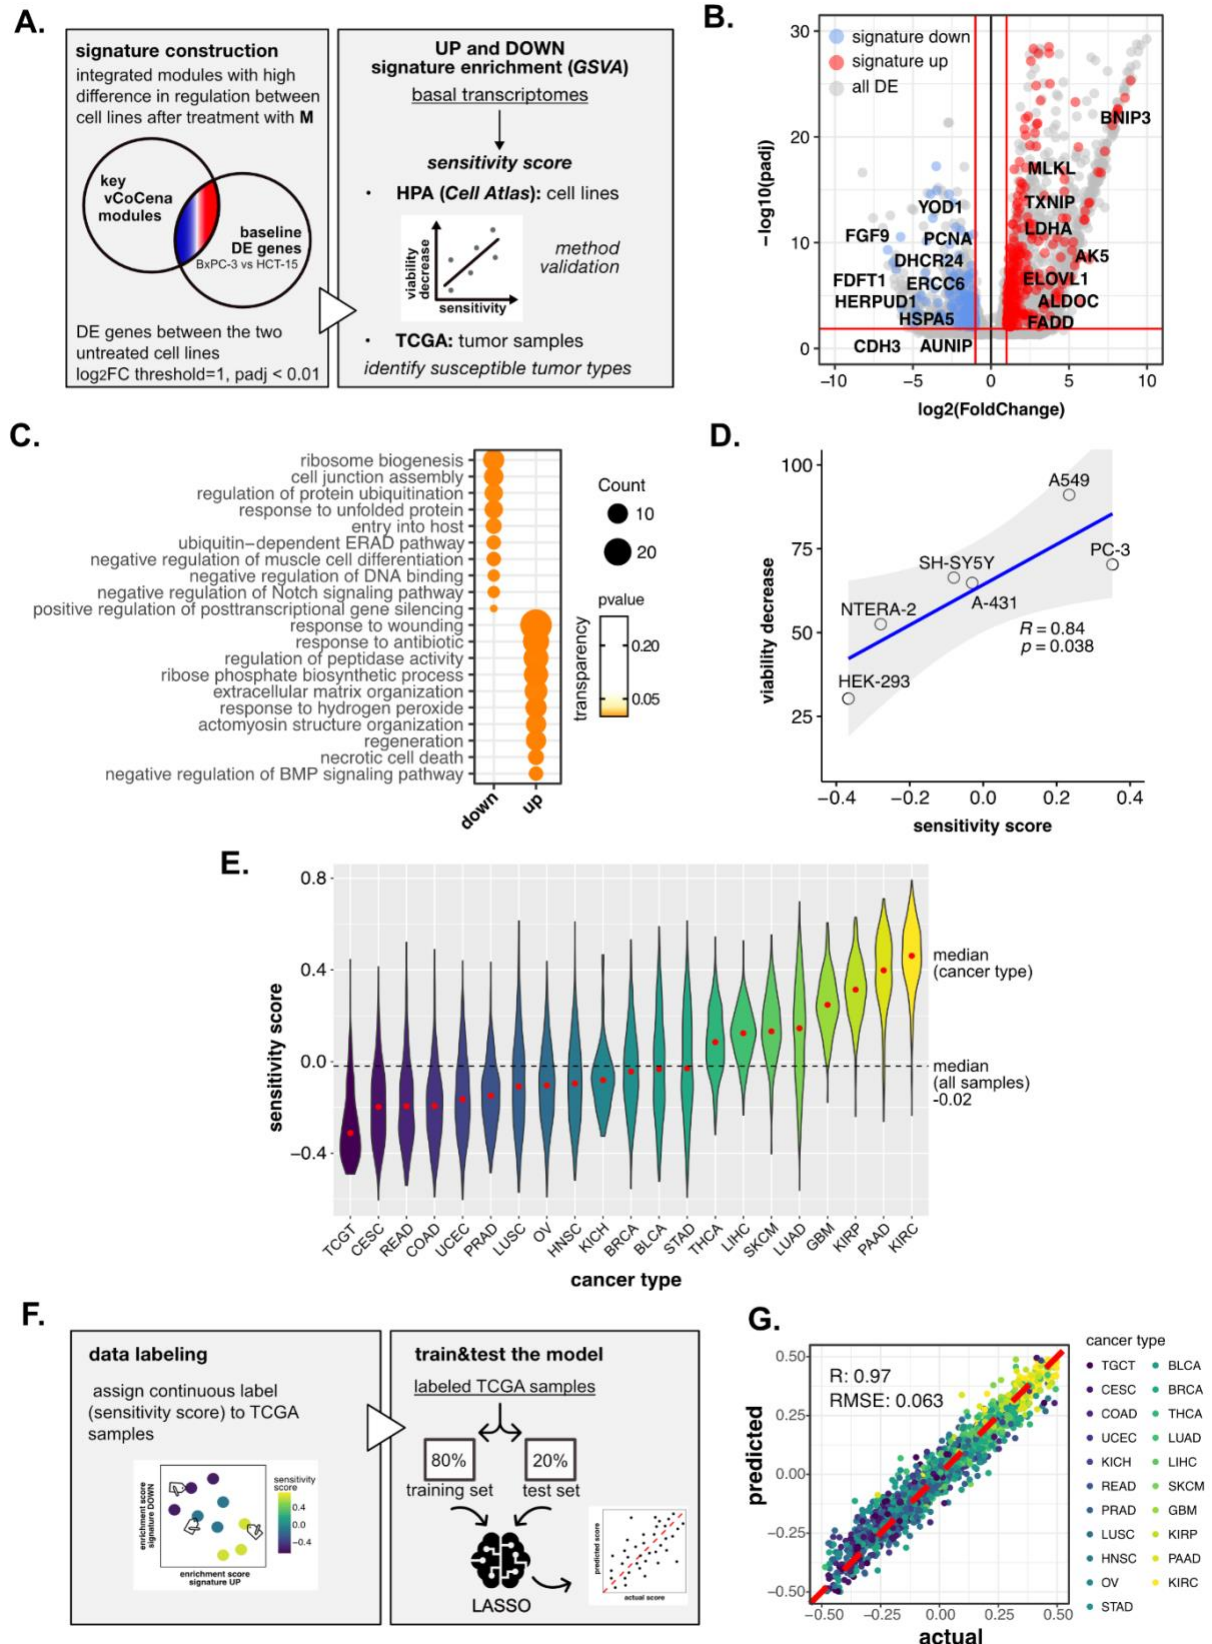 A.
signature construction
integrated modules with high
difference in regulation between
cell lines after treatment with M
key
vCoCena
modules
baseline
DE genes
BxPC-3 vs HCT-15
DE genes between the two
untreated cell lines
log2FC threshold=1, padj < 0.01
UP and DOWN
signature enrichment (GSVA)
basal transcriptomes
sensitivity score
• HPA (Cell Atlas): cell lines
viability
decrease
sensitivity
method
validation
• TCGA: tumor samples
identify susceptible tumor types
B.
signature down
signature up
all DE
30
20
10
0
−log10(padj)
BNIP3
MLKL
YOD1
TXNIP
FGF9
PCNA
LDHA
DHCR24
AK5
FDFT1
ERCC6
ELOVL1
HERPUD1
ALDOC
HSPA5
FADD
CDH3
AUNIP
−10
−5
0
5
10
log2(FoldChange)
C.
ribosome biogenesis
cell junction assembly
regulation of protein ubiquitination
response to unfolded protein
entry into host
ubiquitin−dependent ERAD pathway
negative regulation of muscle cell differentiation
negative regulation of DNA binding
negative regulation of Notch signaling pathway
positive regulation of posttranscriptional gene silencing
response to wounding
response to antibiotic
regulation of peptidase activity
ribose phosphate biosynthetic process
extracellular matrix organization
response to hydrogen peroxide
actomyosin structure organization
regeneration
necrotic cell death
negative regulation of BMP signaling pathway
down
up
Count
10
20
pvalue
transparency
0.20
0.05
D.
100
75
50
25
viability decrease
A549
PC-3
SH-SY5Y
A-431
NTERA-2
HEK-293
R = 0.84
p = 0.038
−0.4
−0.2
0.0
0.2
0.4
sensitivity score
E.
0.8
0.4
0.0
−0.4
sensitivity score
median
(cancer type)
median
(all samples)
-0.02
TCGT
CESC
READ
COAD
UCEC
PRAD
LUSC
OV
HNSC
KICH
BRCA
BLCA
STAD
THCA
LIHC
SKCM
LUAD
GBM
KIRP
PAAD
KIRC
cancer type
F.
data labeling
assign continuous label
(sensitivity score) to TCGA
samples
enrichment score
signature DOWN
enrichment score
signature UP
sensitivity
score
0.4
0.0
−0.4
train&test the model
labeled TCGA samples
80%
20%
training set
test set
LASSO
predicted score
actual score
G.
R: 0.97
RMSE: 0.063
0.50
0.25
0.00
−0.25
−0.50
predicted
−0.50
−0.25
0.00
0.25
0.50
actual
cancer type
TGCT
CESC
COAD
UCEC
KICH
READ
PRAD
LUSC
HNSC
OV
STAD
BLCA
BRCA
THCA
LUAD
LIHC
SKCM
GBM
KIRP
PAAD
KIRC